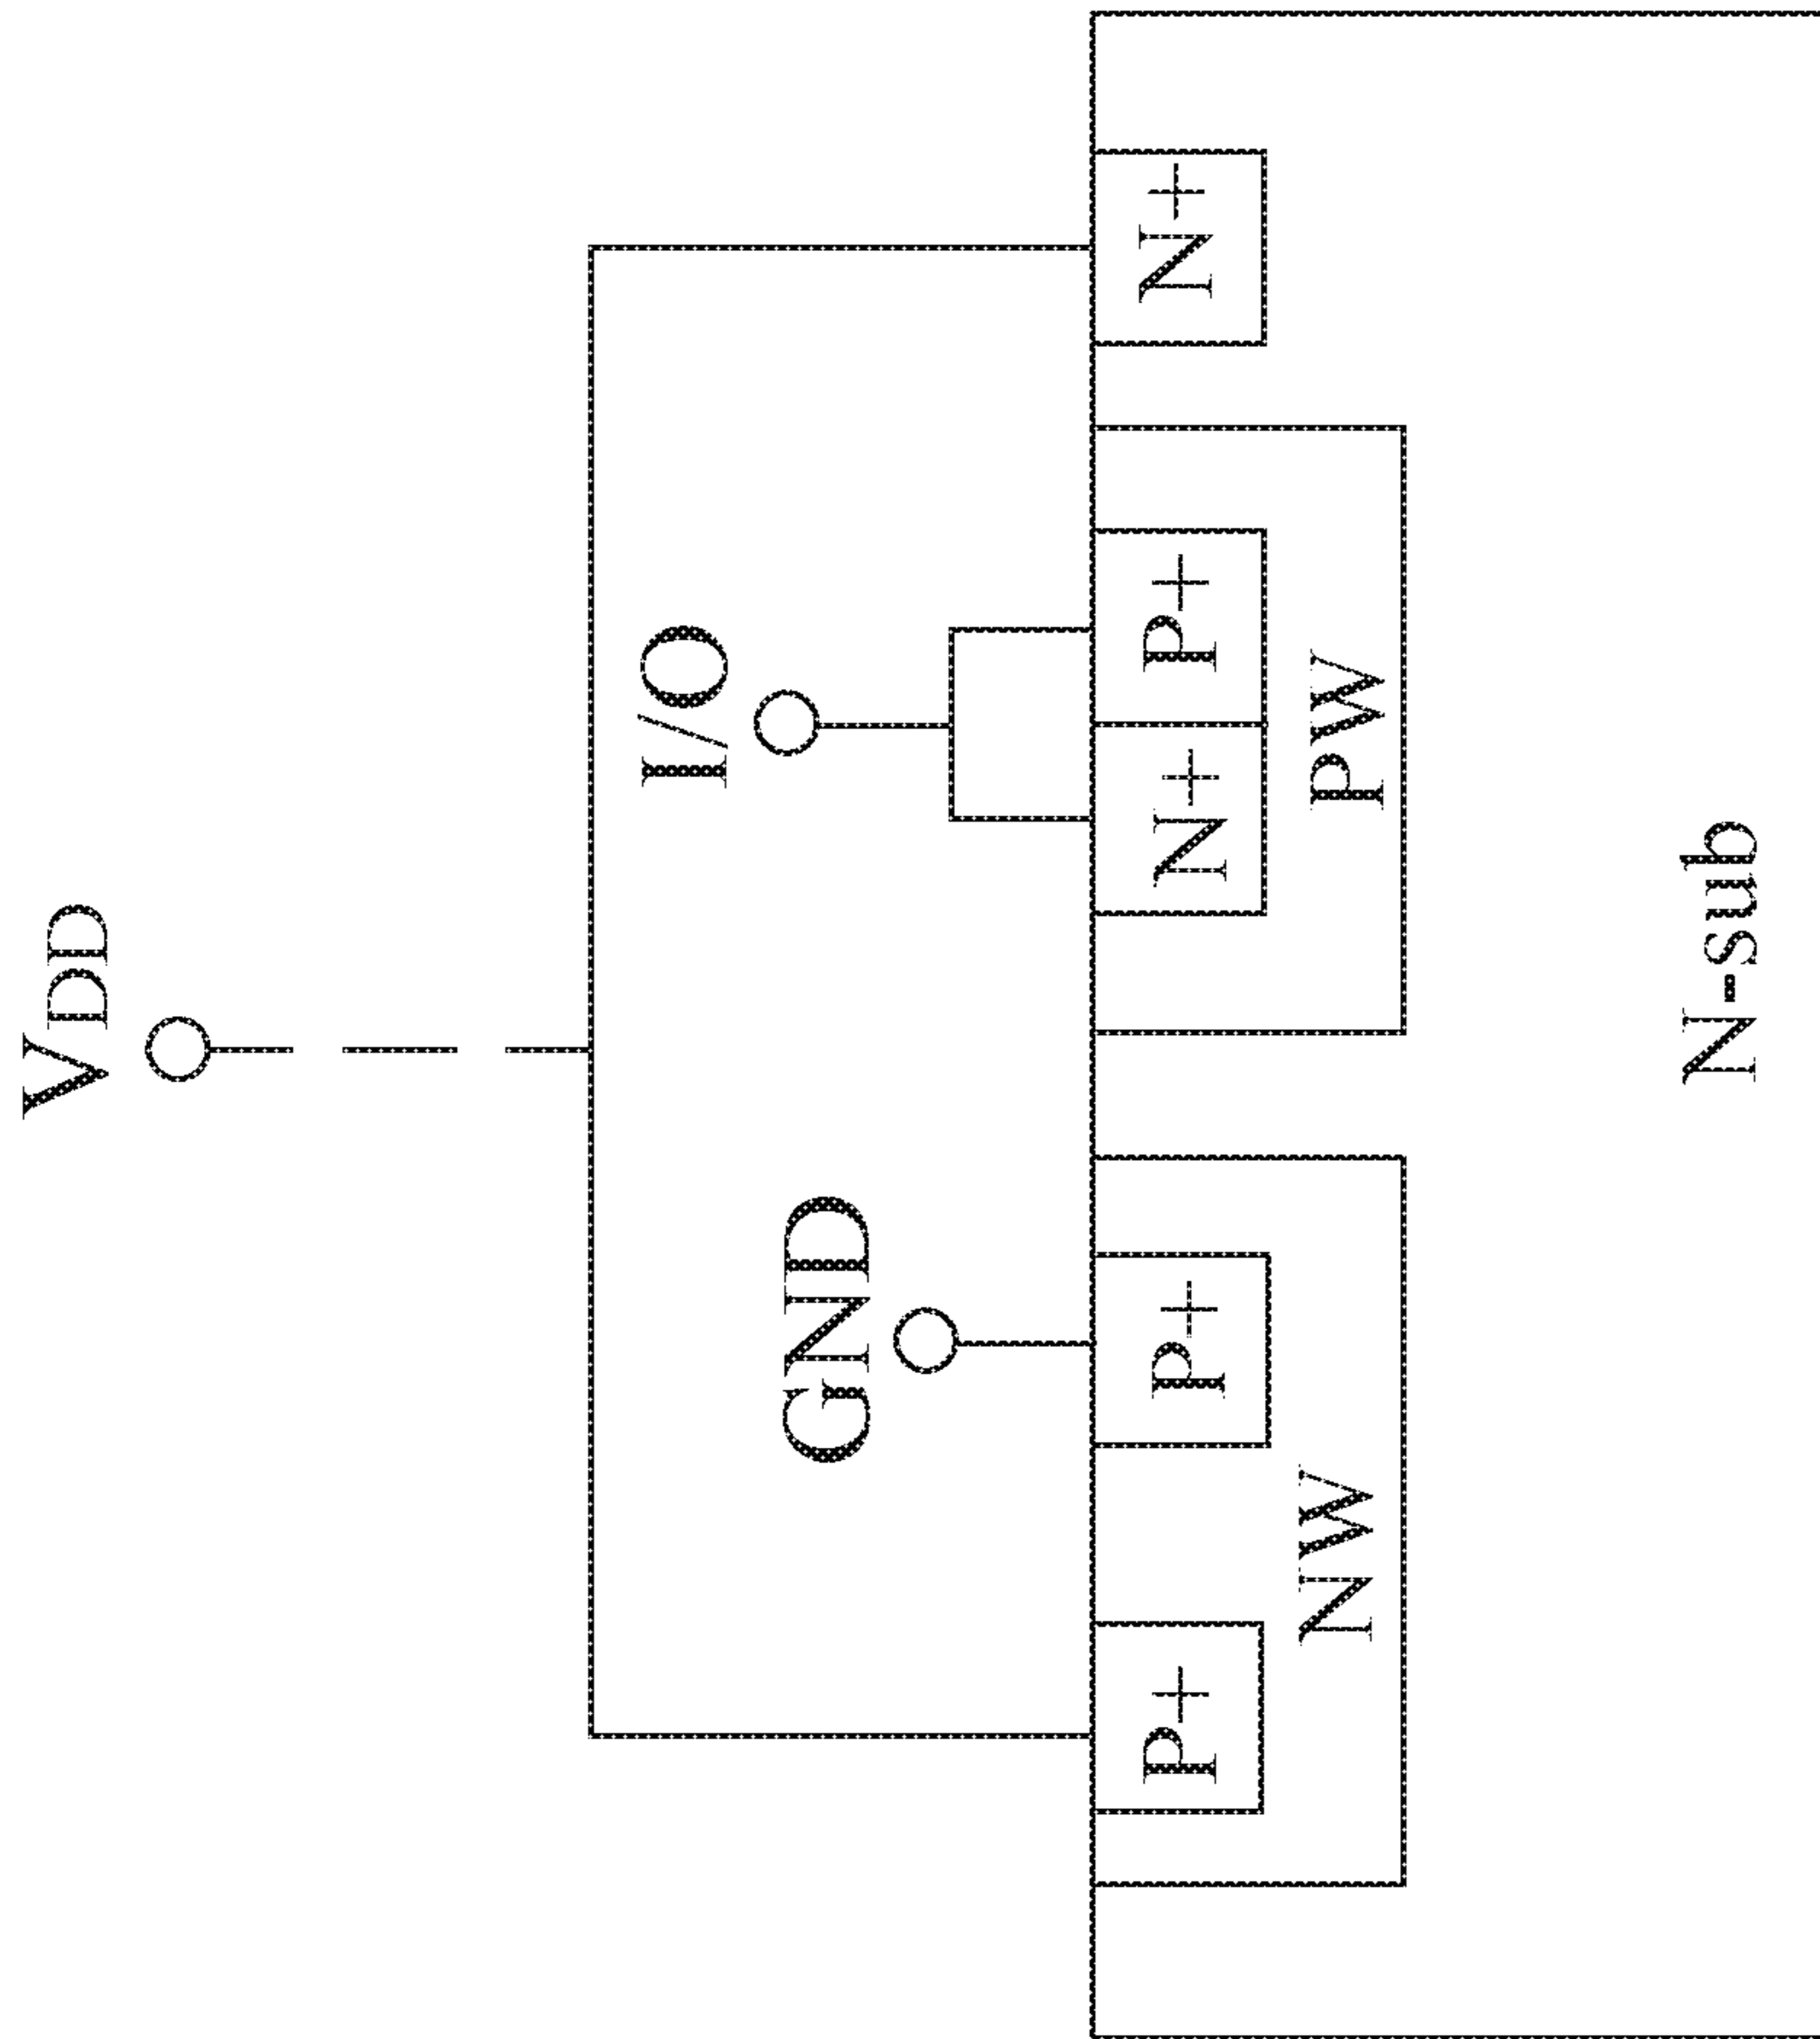 VDD
I/O
GND
P+
P+
N+
P+
N+
NW
PW
N-sub